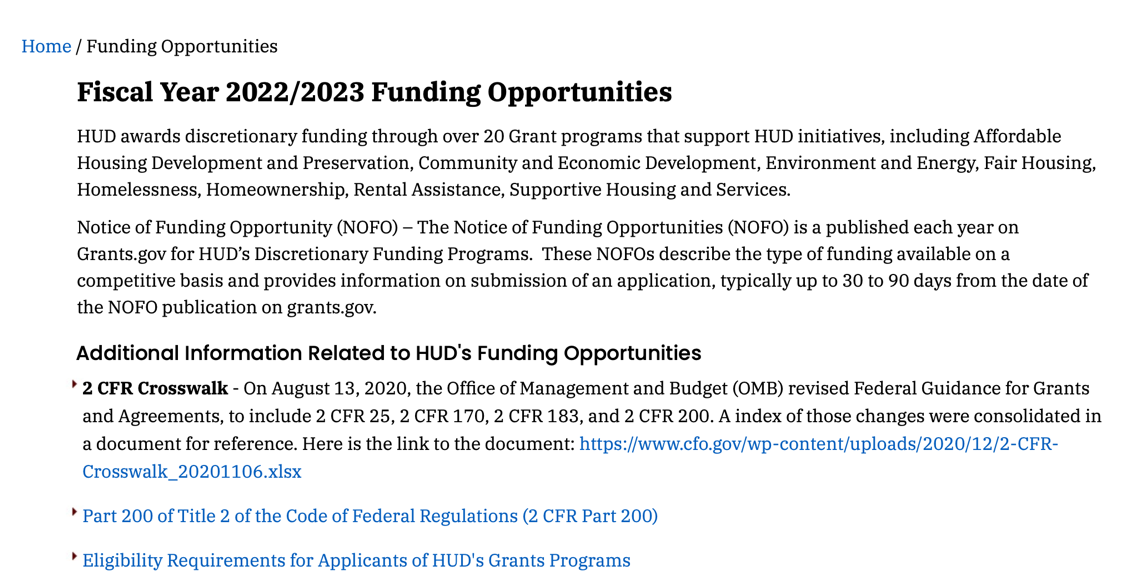 Home / Funding Opportunities
Fiscal Year 2022/2023 Funding Opportunities
HUD awards discretionary funding through over 20 Grant programs that support HUD initiatives, including Affordable
Housing Development and Preservation, Community and Economic Development, Environment and Energy, Fair Housing,
Homelessness, Homeownership, Rental Assistance, Supportive Housing and Services.
Notice of Funding Opportunity (NOFO) – The Notice of Funding Opportunities (NOFO) is a published each year on
Grants.gov for HUD’s Discretionary Funding Programs.  These NOFOs describe the type of funding available on a
competitive basis and provides information on submission of an application, typically up to 30 to 90 days from the date of
the NOFO publication on grants.gov.
Additional Information Related to HUD's Funding Opportunities
2 CFR Crosswalk - On August 13, 2020, the Office of Management and Budget (OMB) revised Federal Guidance for Grants
and Agreements, to include 2 CFR 25, 2 CFR 170, 2 CFR 183, and 2 CFR 200. A index of those changes were consolidated in
a document for reference. Here is the link to the document: https://www.cfo.gov/wp-content/uploads/2020/12/2-CFR-
Crosswalk_20201106.xlsx
Part 200 of Title 2 of the Code of Federal Regulations (2 CFR Part 200)
Eligibility Requirements for Applicants of HUD's Grants Programs